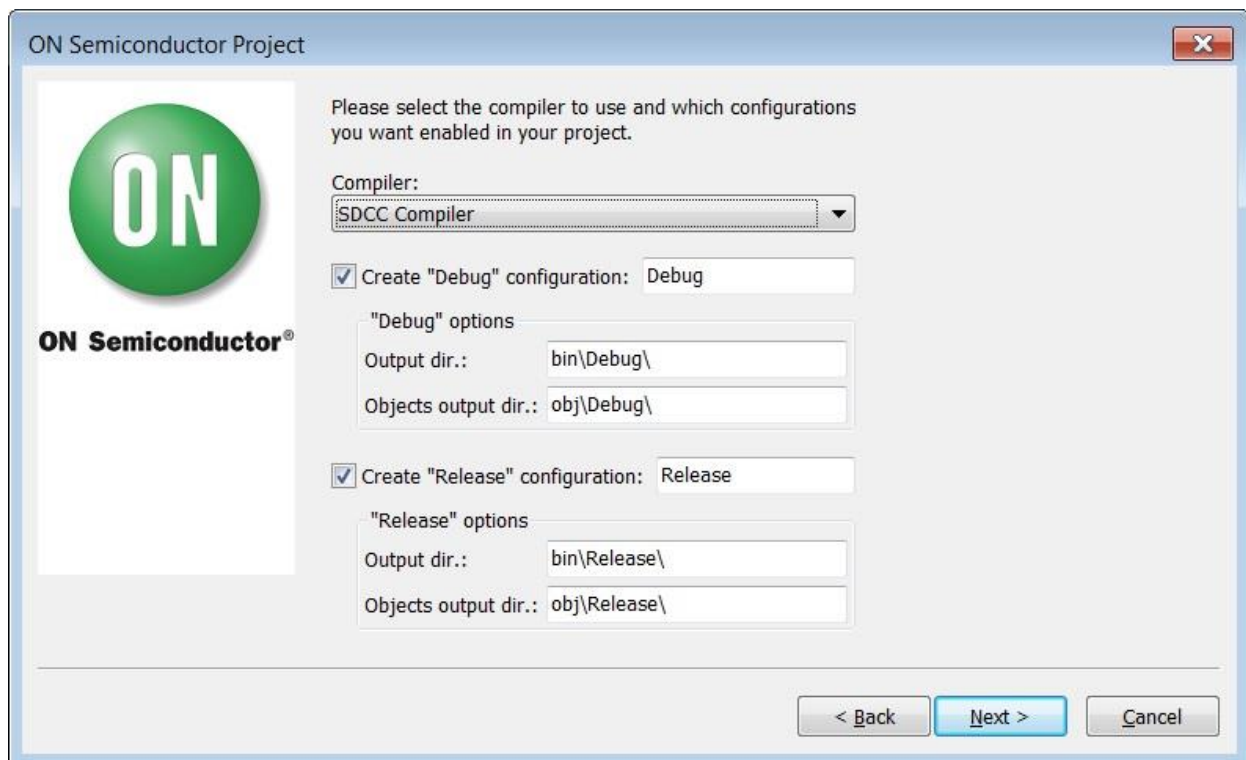 ON Semiconductor Project
ON
ON Semiconductor®
Please select the compiler to use and which configurations
you want enabled in your project.
Compiler:
SDCC Compiler
Create "Debug" configuration: Debug
"Debug" options
Output dir.: bin\Debug\
Objects output dir.: obj\Debug\
Create "Release" configuration: Release
"Release" options
Output dir.: bin\Release\
Objects output dir.: obj\Release\
< Back Next > Cancel